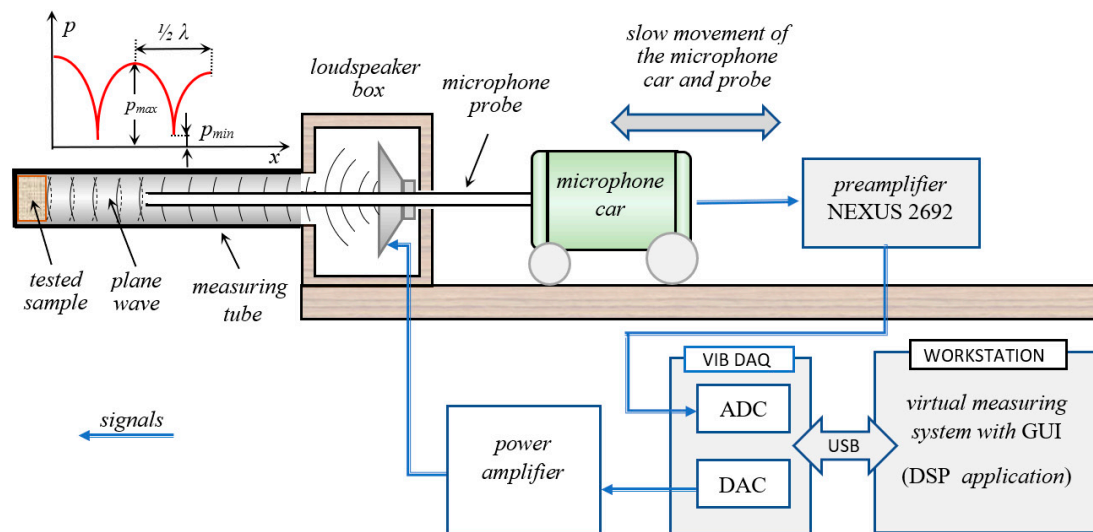 p
½ λ
pmax
pmin
x
loudspeaker
box
microphone
probe
slow movement of
the microphone
car and probe
microphone
car
preamplifier
NEXUS 2692
tested
sample
plane
wave
measuring
tube
signals
power
amplifier
VIB DAQ
ADC
DAC
USB
WORKSTATION
virtual measuring
system with GUI
(DSP application)